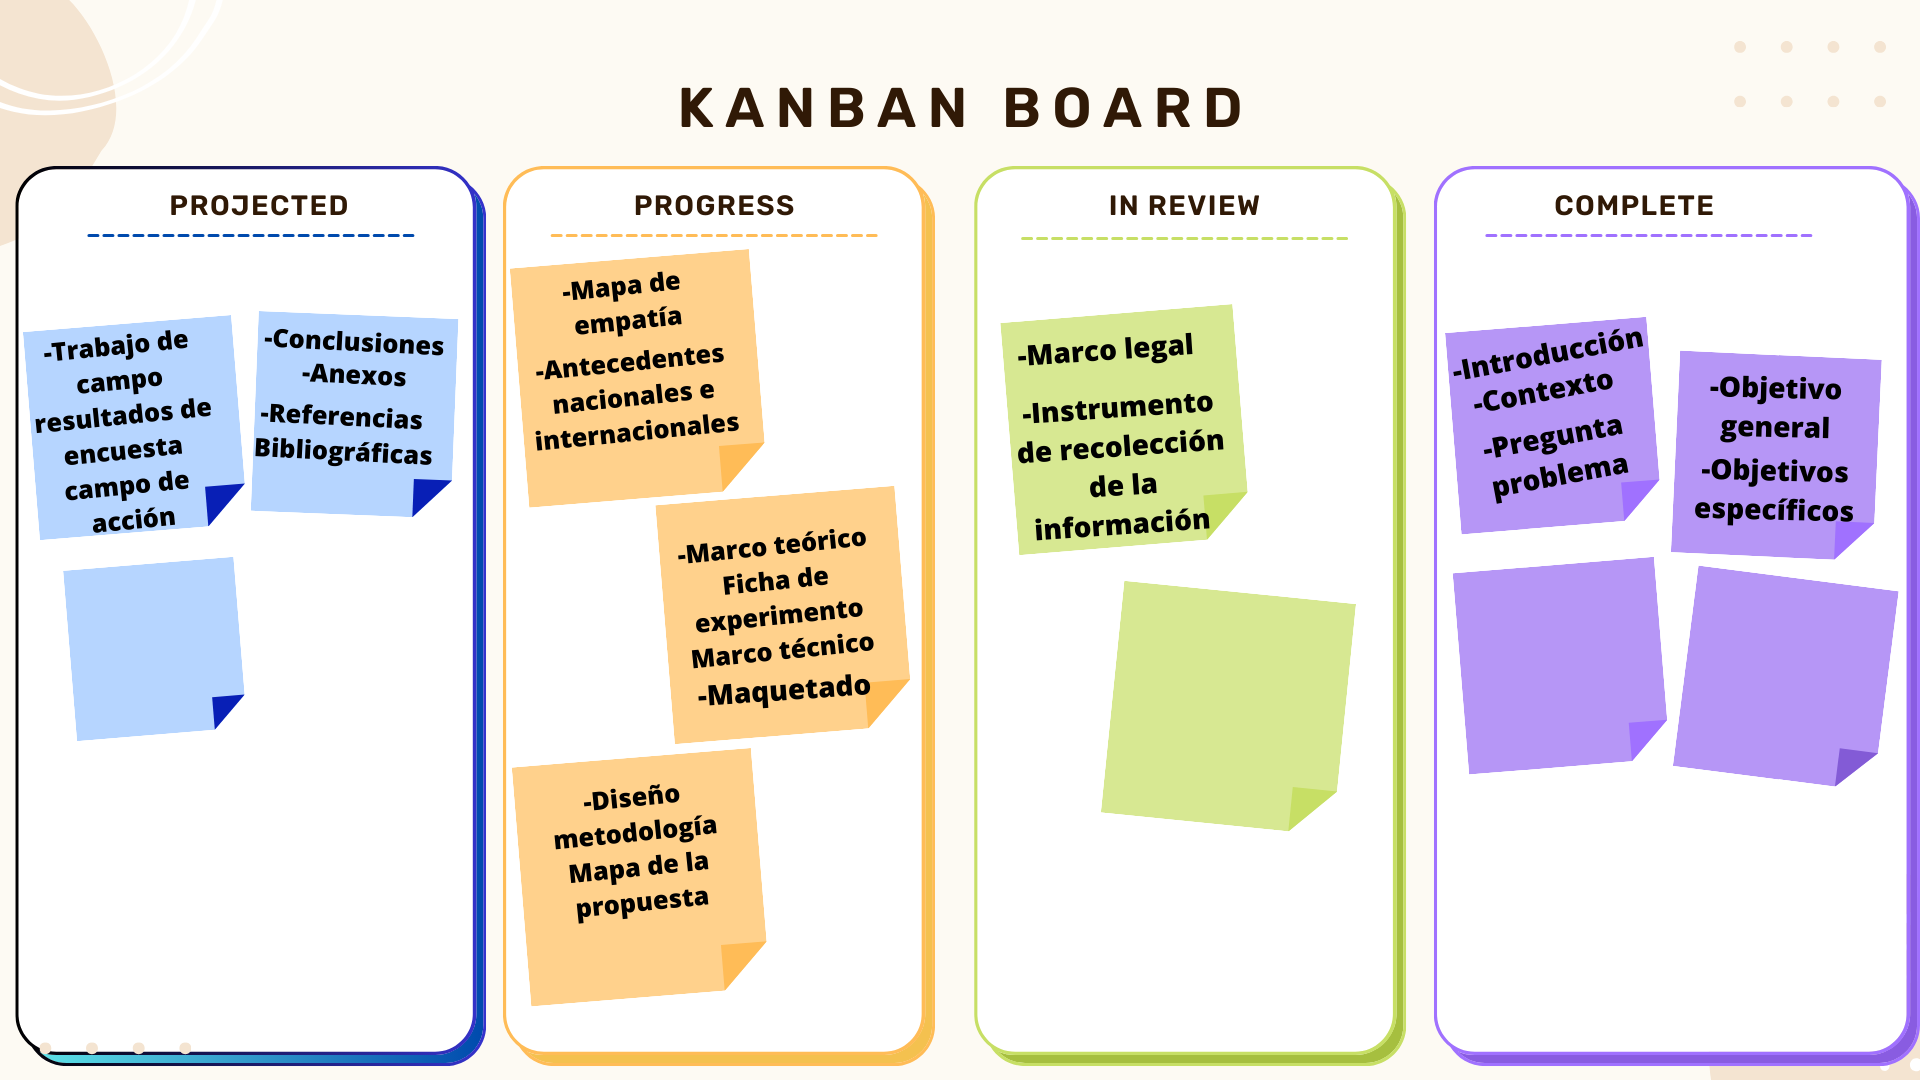 KANBAN BOARD
PROJECTED
-Trabajo de
campo
resultados de
encuesta
campo de
acción
-Conclusiones
-Anexos
-Referencias
Bibliográficas
PROGRESS
-Mapa de
empatía
-Antecedentes
nacionales e
internacionales
-Marco teórico
Ficha de
experimento
Marco técnico
-Maquetado
-Diseño
metodología
Mapa de la
propuesta
IN REVIEW
-Marco legal
-Instrumento
de recolección
de la
información
COMPLETE
-Introducción
-Contexto
-Pregunta
problema
-Objetivo
general
-Objetivos
específicos